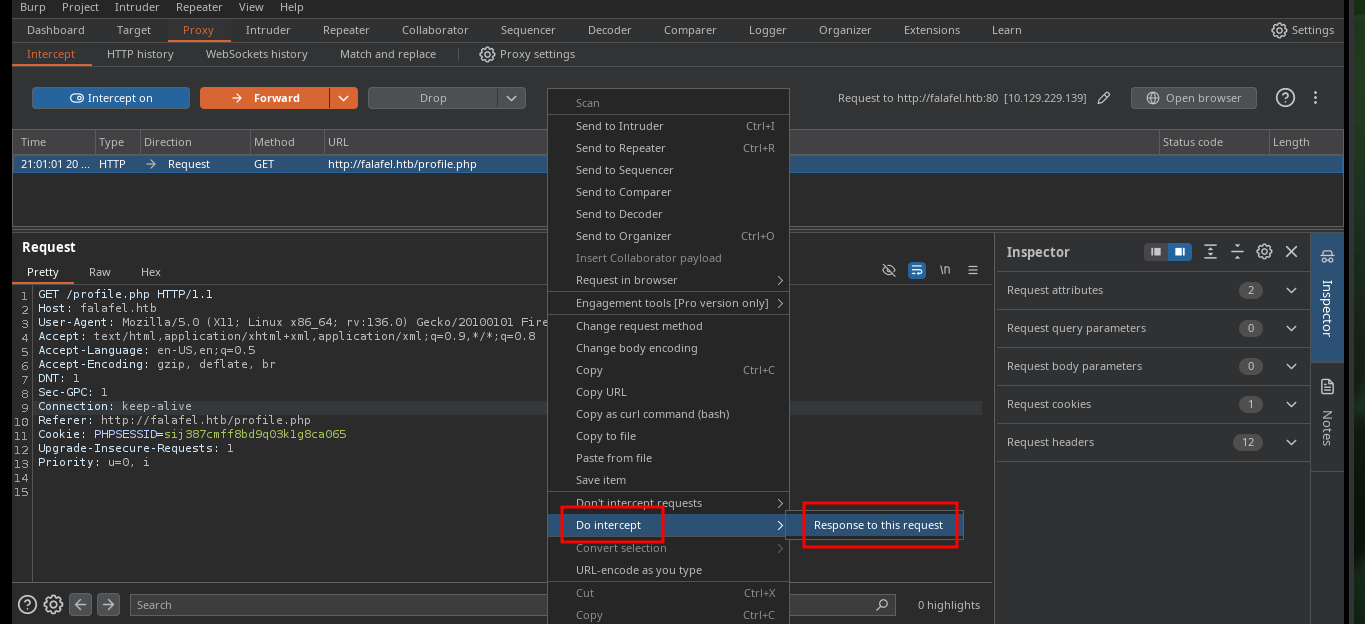 Burp Project Intruder Repeater View Help
Dashboard Target Proxy Intruder Repeater Collaborator Sequencer Decoder Comparer Logger Organizer Extensions Learn Settings
Intercept HTTP history WebSockets history Match and replace Proxy settings
Intercept on Forward Drop Request to http://falafel.htb:80 [10.129.229.139] Open browser ?
Time Type Direction Method URL Status code Length
21:01:01 20 ... HTTP → Request GET http://falafel.htb/profile.php
Request
Pretty Raw Hex \n
1 GET /profile.php HTTP/1.1
2 Host: falafel.htb
3 User-Agent: Mozilla/5.0 (X11; Linux x86_64; rv:136.0) Gecko/20100101 Fire
4 Accept: text/html,application/xhtml+xml,application/xml;q=0.9,*/*;q=0.8
5 Accept-Language: en-US,en;q=0.5
6 Accept-Encoding: gzip, deflate, br
7 DNT: 1
8 Sec-GPC: 1
9 Connection: keep-alive
10 Referer: http://falafel.htb/profile.php
11 Cookie: PHPSESSID=sij387cmff8bd9q03k1g8ca065
12 Upgrade-Insecure-Requests: 1
13 Priority: u=0, i
14
15
Scan
Send to Intruder Ctrl+I
Send to Repeater Ctrl+R
Send to Sequencer
Send to Comparer
Send to Decoder
Send to Organizer Ctrl+O
Insert Collaborator payload
Request in browser >
Engagement tools [Pro version only] >
Change request method
Change body encoding
Copy Ctrl+C
Copy URL
Copy as curl command (bash)
Copy to file
Paste from file
Save item
Don't intercept requests >
Do intercept >
Response to this request
Convert selection >
URL-encode as you type
Cut Ctrl+X
Copy Ctrl+C
Inspector
Request attributes 2
Request query parameters 0
Request body parameters 0
Request cookies 1
Request headers 12
Inspector
Notes
? Search 0 highlights